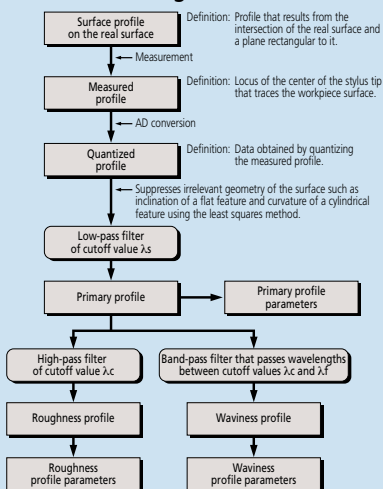 Surface profile
on the real surface
Definition: Profile that results from the
intersection of the real surface and
a plane rectangular to it.
Measurement
Measured
profile
Definition: Locus of the center of the stylus tip
that traces the workpiece surface.
AD conversion
Quantized
profile
Definition: Data obtained by quantizing
the measured profile.
Suppresses irrelevant geometry of the surface such as
inclination of a flat feature and curvature of a cylindrical
feature using the least squares method.
Low-pass filter
of cutoff value λs
Primary profile
Primary profile
parameters
High-pass filter
of cutoff value λc
Band-pass filter that passes wavelengths
between cutoff values λc and λf
Roughness profile
Waviness profile
Roughness
profile parameters
Waviness
profile parameters